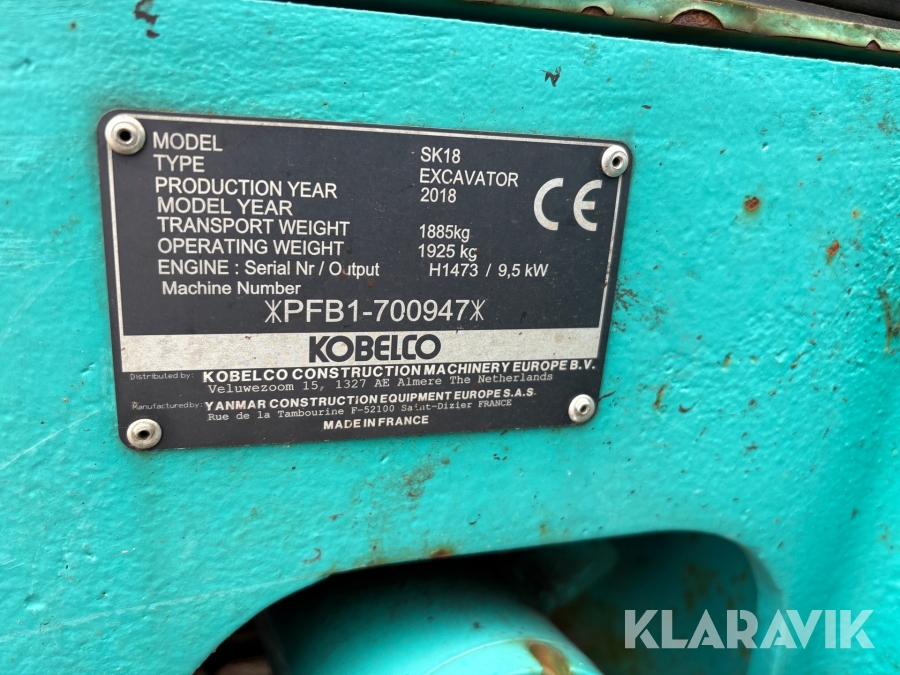 MODEL SK18
TYPE EXCAVATOR
PRODUCTION YEAR 2018
MODEL YEAR
TRANSPORT WEIGHT 1885kg
OPERATING WEIGHT 1925 kg
ENGINE : Serial Nr / Output H1473 / 9,5 kW
Machine Number
*PFB1-700947*
KOBELCO
Distributed by: KOBELCO CONSTRUCTION MACHINERY EUROPE B.V.
Veluwezoom 15, 1327 AE Almere The Netherlands
Manufactured by: YANMAR CONSTRUCTION EQUIPMENT EUROPE S.A.S.
Rue de la Tambourine F-52100 Saint-Dizier FRANCE
MADE IN FRANCE
CE
KLARAVIK